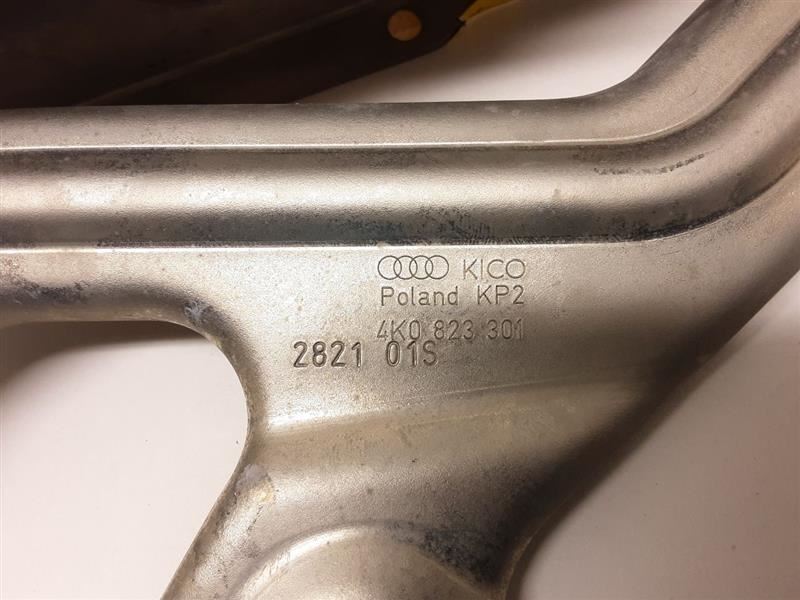 KICO
Poland KP2
4K0 823 301
2821 01S